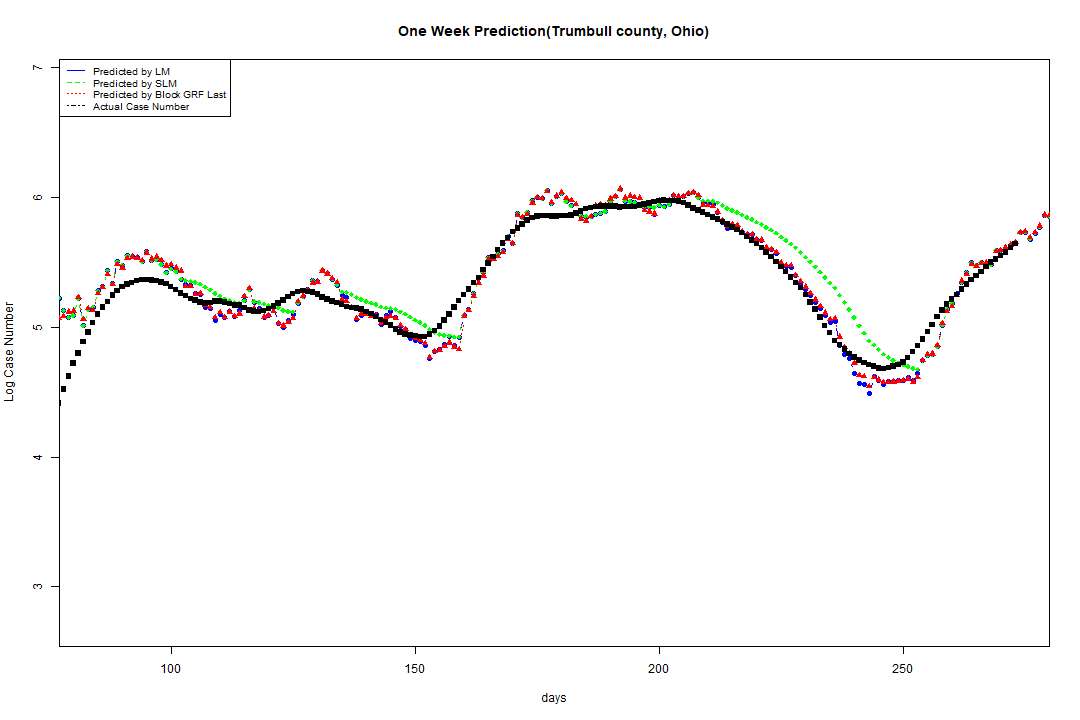 One Week Prediction(Trumbull county, Ohio)
Predicted by LM
Predicted by SLM
Predicted by Block GRF Last
Actual Case Number
7
6
5
4
3
Log Case Number
100
150
200
250
days